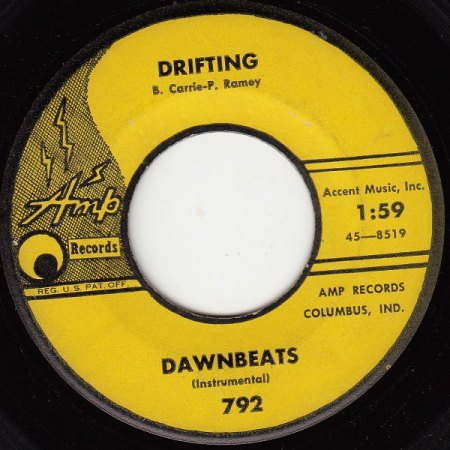 DRIFTING
B. Carrie-P. Ramey
Amp
Records
REG. U.S. PAT. OFF.
Accent Music, Inc.
1:59
45—8519
AMP RECORDS
COLUMBUS, IND.
DAWNBEATS
(Instrumental)
792